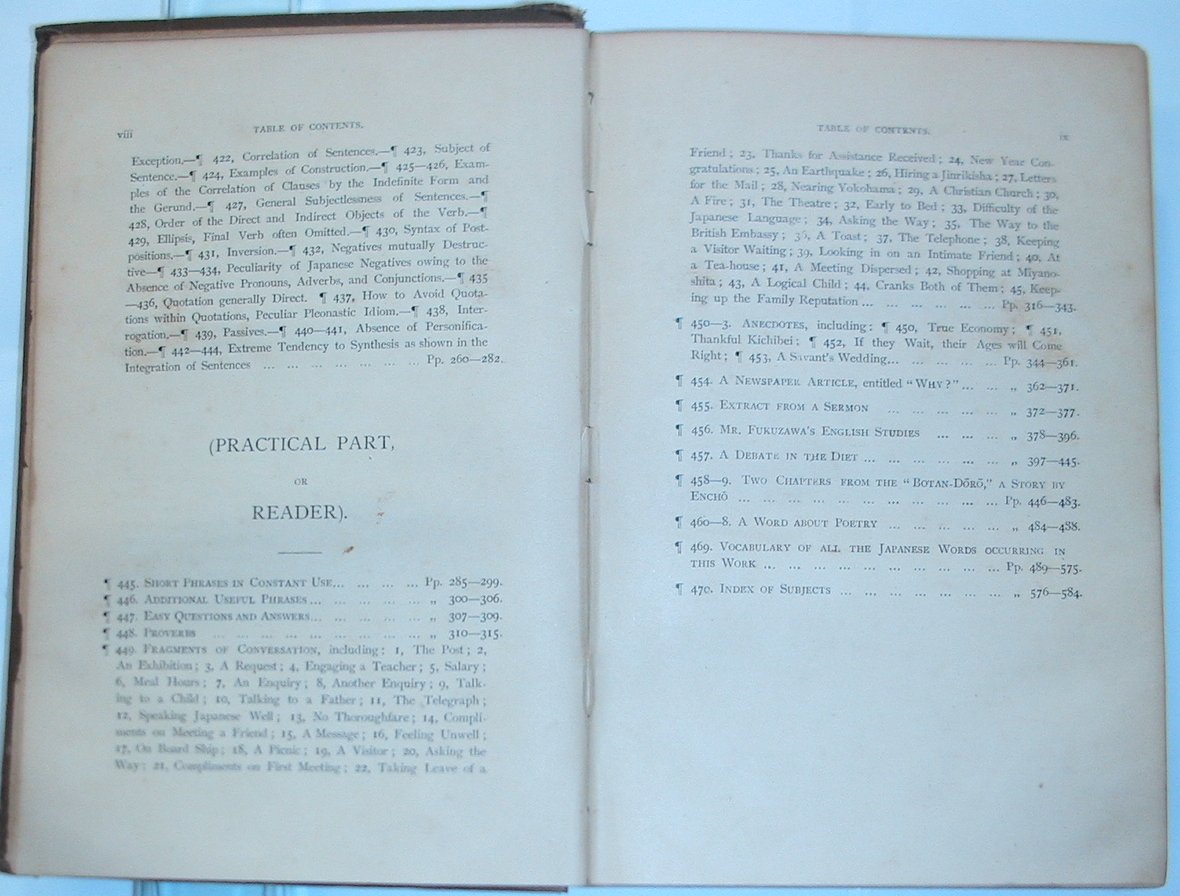 viii
TABLE OF CONTENTS.
Exception.—¶ 422, Correlation of Sentences.—¶ 423, Subject of
Sentence.—¶ 424, Examples of Construction.—¶ 425—426, Exam-
ples of the Correlation of Clauses by the Indefinite Form and
the Gerund.—¶ 427, General Subjectlessness of Sentences.—¶
428, Order of the Direct and Indirect Objects of the Verb.—¶
429, Ellipsis, Final Verb often Omitted.—¶ 430, Syntax of Post-
positions.—¶ 431, Inversion.—¶ 432, Negatives mutually Destruc-
tive—¶ 433—434, Peculiarity of Japanese Negatives owing to the
Absence of Negative Pronouns, Adverbs, and Conjunctions.—¶ 435
—436, Quotation generally Direct. ¶ 437, How to Avoid Quota-
tions within Quotations, Peculiar Pleonastic Idiom.—¶ 438, Inter-
rogation.—¶ 439, Passives.—¶ 440—441, Absence of Personifica-
tion.—¶ 442—444, Extreme Tendency to Synthesis as shown in the
Integration of Sentences ... ... ... ... ... ... ... Pp. 260—282.
(PRACTICAL PART,
OR
READER).
¶ 445. SHORT PHRASES IN CONSTANT USE... ... ... ... Pp. 285—299.
¶ 446. ADDITIONAL USEFUL PHRASES... ... ... ... ... „ 300—306.
¶ 447. EASY QUESTIONS AND ANSWERS... ... ... ... ... „ 307—309.
¶ 448. PROVERBS ... ... ... ... ... ... ... ... ... „ 310—315.
¶ 449. FRAGMENTS OF CONVERSATION, including: 1, The Post; 2,
An Exhibition; 3, A Request; 4, Engaging a Teacher; 5, Salary;
6, Meal Hours; 7, An Enquiry; 8, Another Enquiry; 9, Talk-
ing to a Child; 10, Talking to a Father; 11, The Telegraph;
12, Speaking Japanese Well; 13, No Thoroughfare; 14, Compli-
ments on Meeting a Friend; 15, A Message; 16, Feeling Unwell;
17, On Board Ship; 18, A Picnic; 19, A Visitor; 20, Asking the
Way; 21, Compliments on First Meeting; 22, Taking Leave of a
TABLE OF CONTENTS.
ix
Friend; 23, Thanks for Assistance Received; 24, New Year Con-
gratulations; 25, An Earthquake; 26, Hiring a Jinrikisha; 27, Letters
for the Mail; 28, Nearing Yokohama; 29, A Christian Church; 30,
A Fire; 31, The Theatre; 32, Early to Bed; 33, Difficulty of the
Japanese Language; 34, Asking the Way; 35, The Way to the
British Embassy; 36, A Toast; 37, The Telephone; 38, Keeping
a Visitor Waiting; 39, Looking in on an Intimate Friend; 40, At
a Tea-house; 41, A Meeting Dispersed; 42, Shopping at Miyano-
shita; 43, A Logical Child; 44, Cranks Both of Them; 45, Keep-
ing up the Family Reputation ... ... ... ... ... ... Pp. 316—343.
¶ 450—3. ANECDOTES, including: ¶ 450, True Economy; ¶ 451,
Thankful Kichibei; ¶ 452, If they Wait, their Ages will Come
Right; ¶ 453, A Savant's Wedding... ... ... ... ... Pp. 344—361.
¶ 454. A NEWSPAPER ARTICLE, entitled "WHY?"... ... „ 362—371.
¶ 455. EXTRACT FROM A SERMON ... ... ... ... ... „ 372—377.
¶ 456. MR. FUKUZAWA'S ENGLISH STUDIES ... ... ... „ 378—396.
¶ 457. A DEBATE IN THE DIET ... ... ... ... ... ... „ 397—445.
¶ 458—9. TWO CHAPTERS FROM THE "BOTAN-DŌRŌ," A STORY BY
ENCHŌ ... ... ... ... ... ... ... ... ... ... ... Pp. 446—483.
¶ 460—8. A WORD ABOUT POETRY ... ... ... ... ... „ 484—488.
¶ 469. VOCABULARY OF ALL THE JAPANESE WORDS OCCURRING IN
THIS WORK ... ... ... ... ... ... ... ... ... ... Pp. 489—575.
¶ 470. INDEX OF SUBJECTS ... ... ... ... ... ... ... „ 576—584.